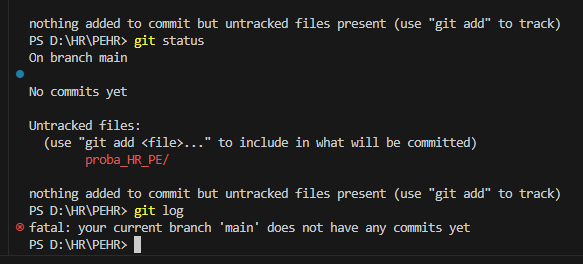 nothing added to commit but untracked files present (use "git add" to track)
PS D:\HR\PEHR> git status
On branch main
No commits yet
Untracked files:
(use "git add <file>..." to include in what will be committed)
proba_HR_PE/
nothing added to commit but untracked files present (use "git add" to track)
PS D:\HR\PEHR> git log
fatal: your current branch 'main' does not have any commits yet
PS D:\HR\PEHR>